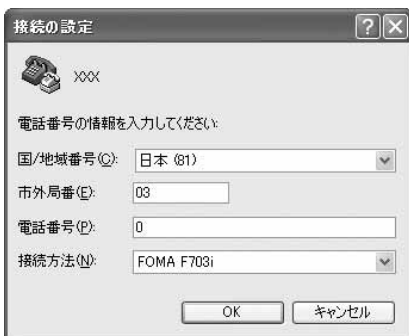 接続の設定
xxx
電話番号の情報を入力してください:
国/地域番号(C): 日本 (81)
市外局番(E): 03
電話番号(P): 0
接続方法(N): FOMA F703i
OK キャンセル